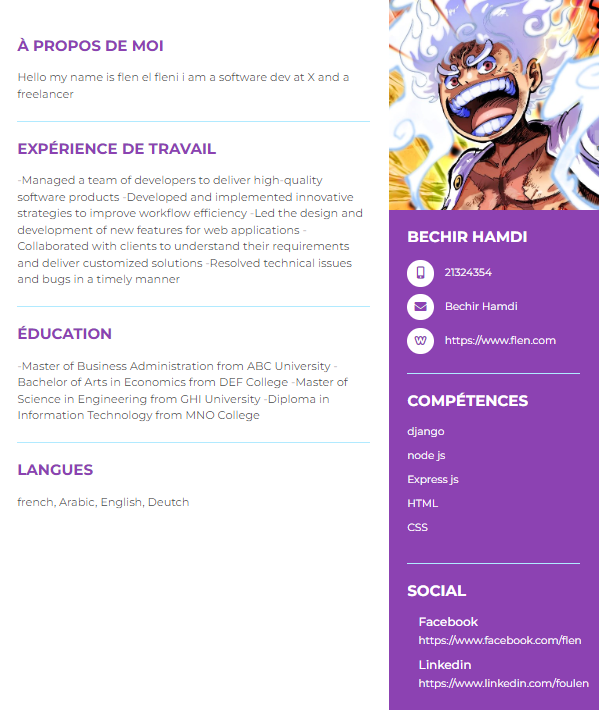 À PROPOS DE MOI
Hello my name is flen el fleni i am a software dev at X and a
freelancer
EXPÉRIENCE DE TRAVAIL
-Managed a team of developers to deliver high-quality
software products -Developed and implemented innovative
strategies to improve workflow efficiency -Led the design and
development of new features for web applications -
Collaborated with clients to understand their requirements
and deliver customized solutions -Resolved technical issues
and bugs in a timely manner
ÉDUCATION
-Master of Business Administration from ABC University -
Bachelor of Arts in Economics from DEF College -Master of
Science in Engineering from GHI University -Diploma in
Information Technology from MNO College
LANGUES
french, Arabic, English, Deutch
BECHIR HAMDI
21324354
Bechir Hamdi
https://www.flen.com
COMPÉTENCES
django
node js
Express js
HTML
CSS
SOCIAL
Facebook
https://www.facebook.com/flen
Linkedin
https://www.linkedin.com/foulen